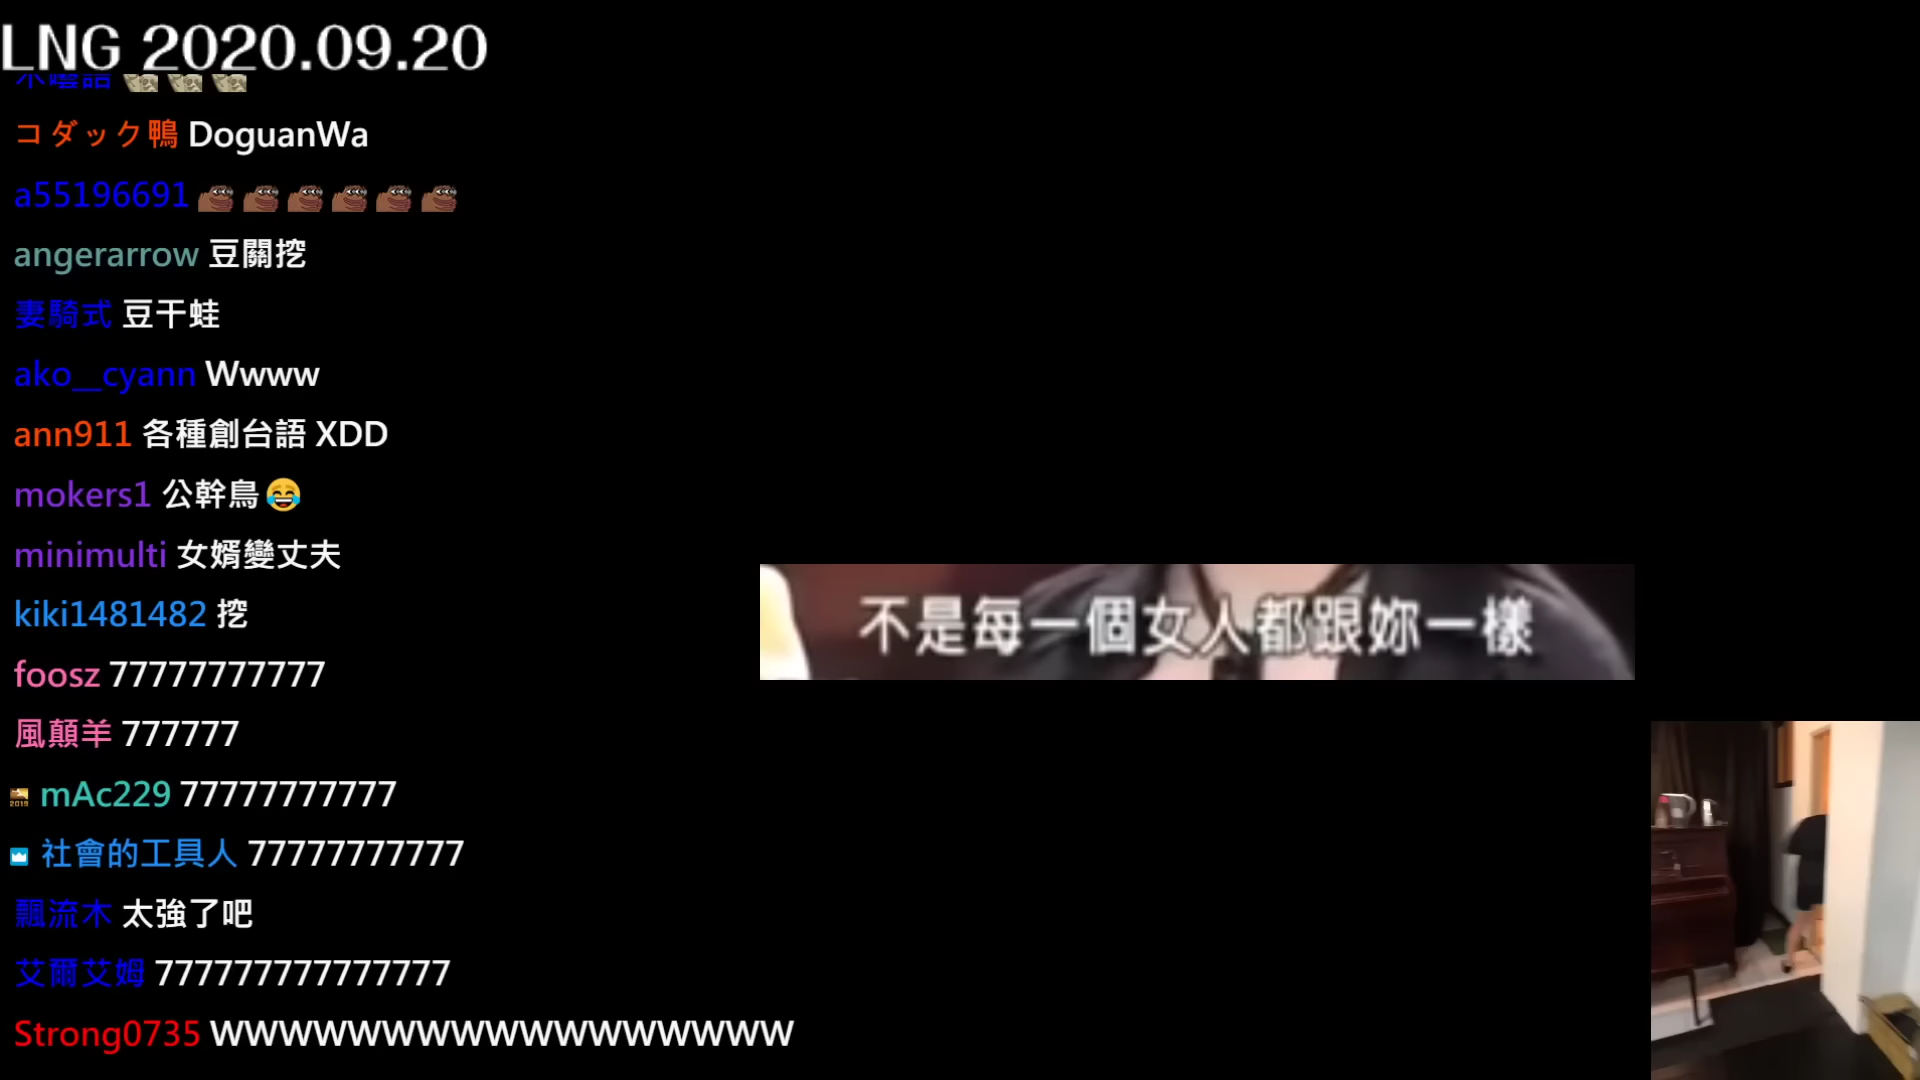 LNG 2020.09.20
コダック鴨 DoguanWa
a55196691
angerarrow 豆關挖
妻騎式 豆干蛙
ako__cyann Wwww
ann911 各種創台語 XDD
mokers1 公幹鳥😂
minimulti 女婿變丈夫
kiki1481482 挖
foosz 77777777777
風顛羊 777777
mAc229 77777777777
社會的工具人 77777777777
飄流木 太強了吧
艾爾艾姆 777777777777777
Strong0735 WWWWWWWWWWWWWWWWW
不是每一個女人都跟妳一樣